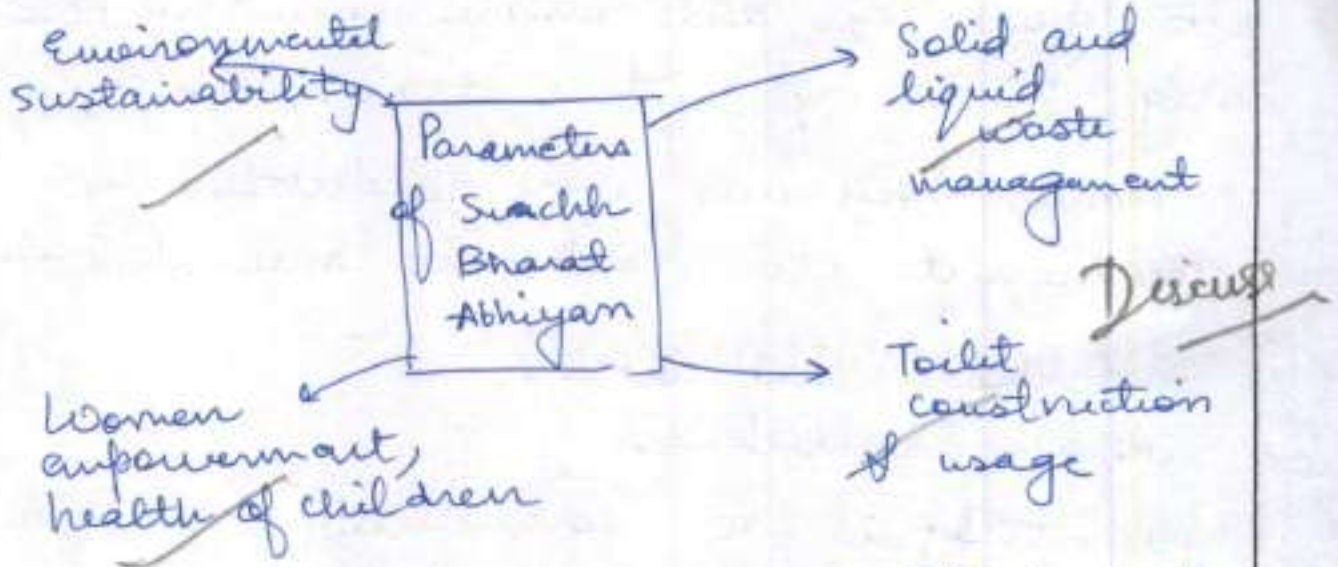 Environmental
sustainability
Solid and
liquid
waste
management
Parameters
of Swachh
Bharat
Abhiyan
Discuss
Women
empowerment,
health of children
Toilet
construction
& usage